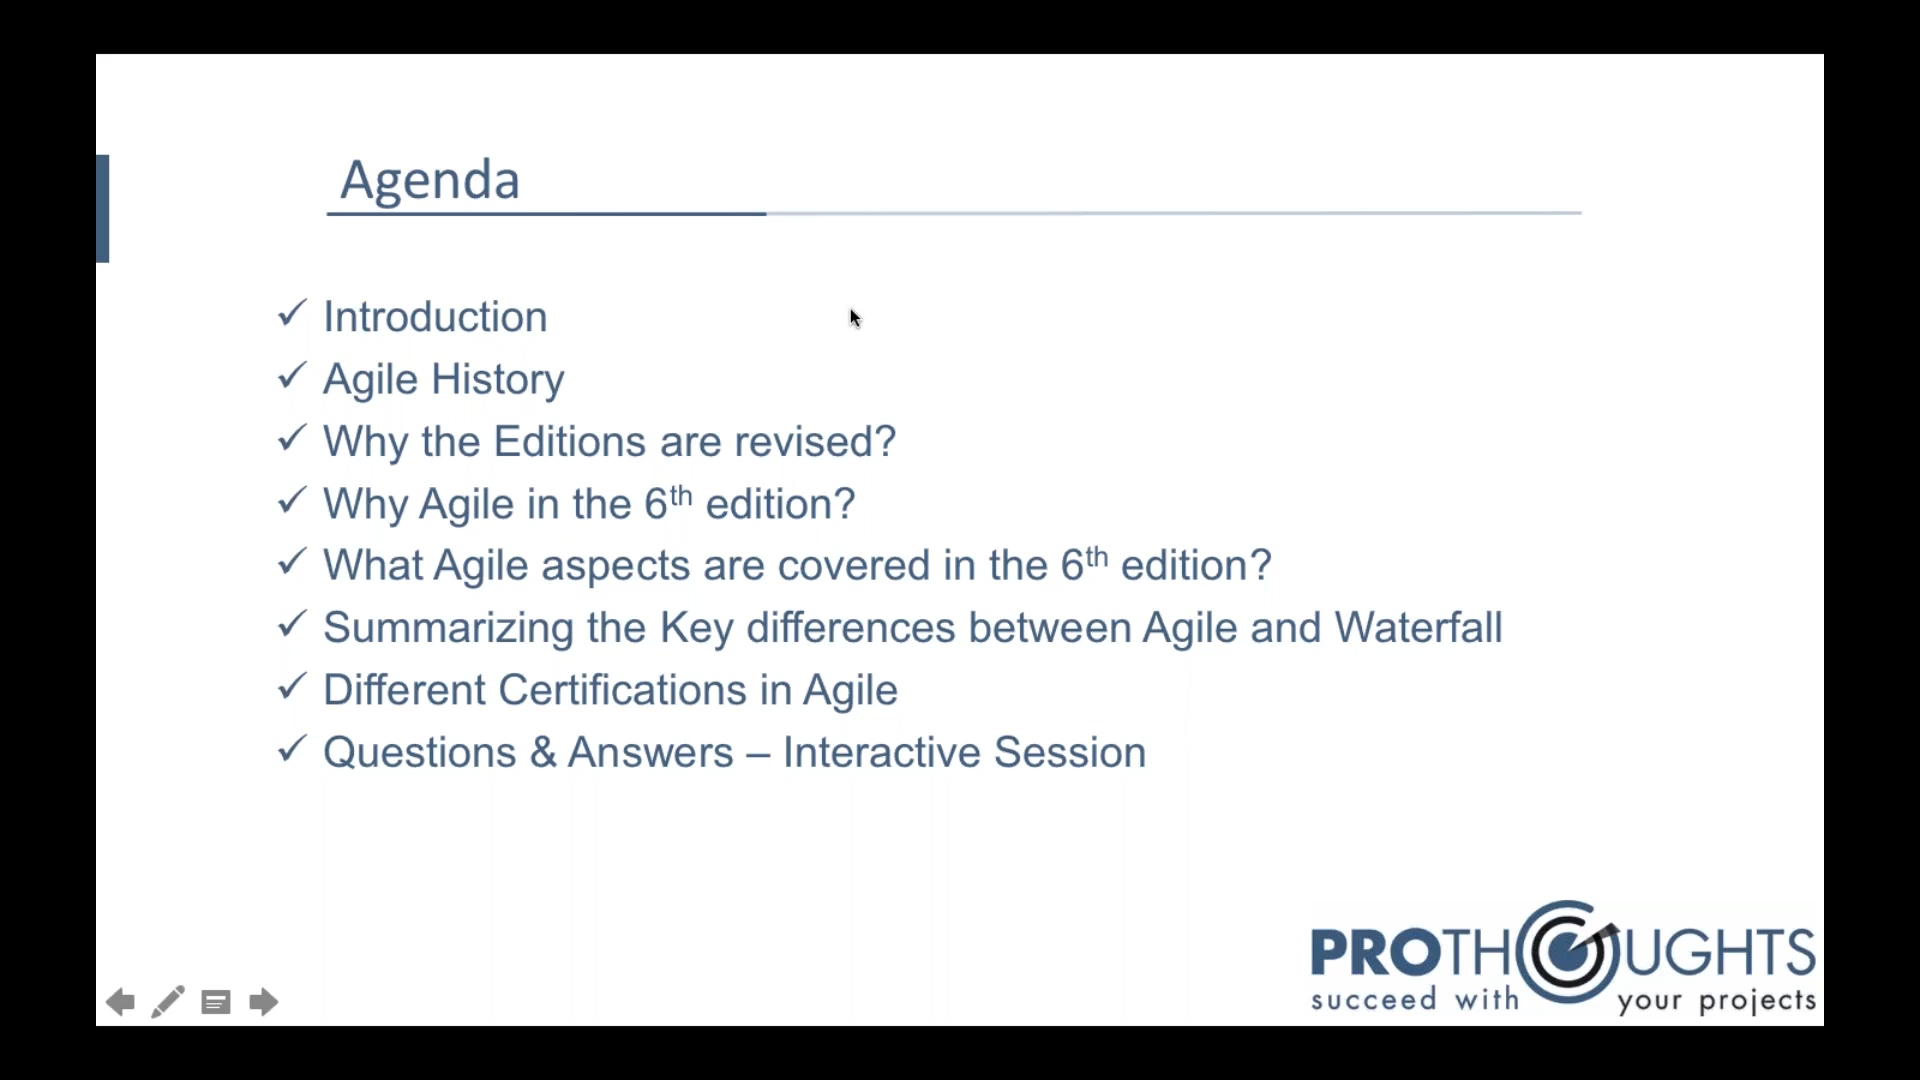 Agenda
✓ Introduction
✓ Agile History
✓ Why the Editions are revised?
✓ Why Agile in the 6th edition?
✓ What Agile aspects are covered in the 6th edition?
✓ Summarizing the Key differences between Agile and Waterfall
✓ Different Certifications in Agile
✓ Questions & Answers – Interactive Session
PROTHOUGHTS
succeed with your projects